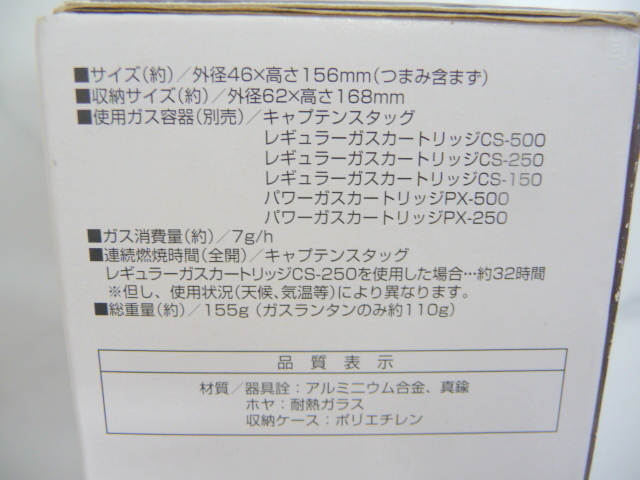 ■サイズ(約)／外径46×高さ156mm(つまみ含まず)
■収納サイズ(約)／外径62×高さ168mm
■使用ガス容器(別売)／キャプテンスタッグ
レギュラーガスカートリッジCS-500
レギュラーガスカートリッジCS-250
レギュラーガスカートリッジCS-150
パワーガスカートリッジPX-500
パワーガスカートリッジPX-250
■ガス消費量(約)／7g/h
■連続燃焼時間(全開)／キャプテンスタッグ
レギュラーガスカートリッジCS-250を使用した場合…約32時間
※但し、使用状況(天候、気温等)により異なります。
■総重量(約)／155g (ガスランタンのみ約110g)
品質表示
材質／器具詮：アルミニウム合金、真鍮
ホヤ：耐熱ガラス
収納ケース：ポリエチレン